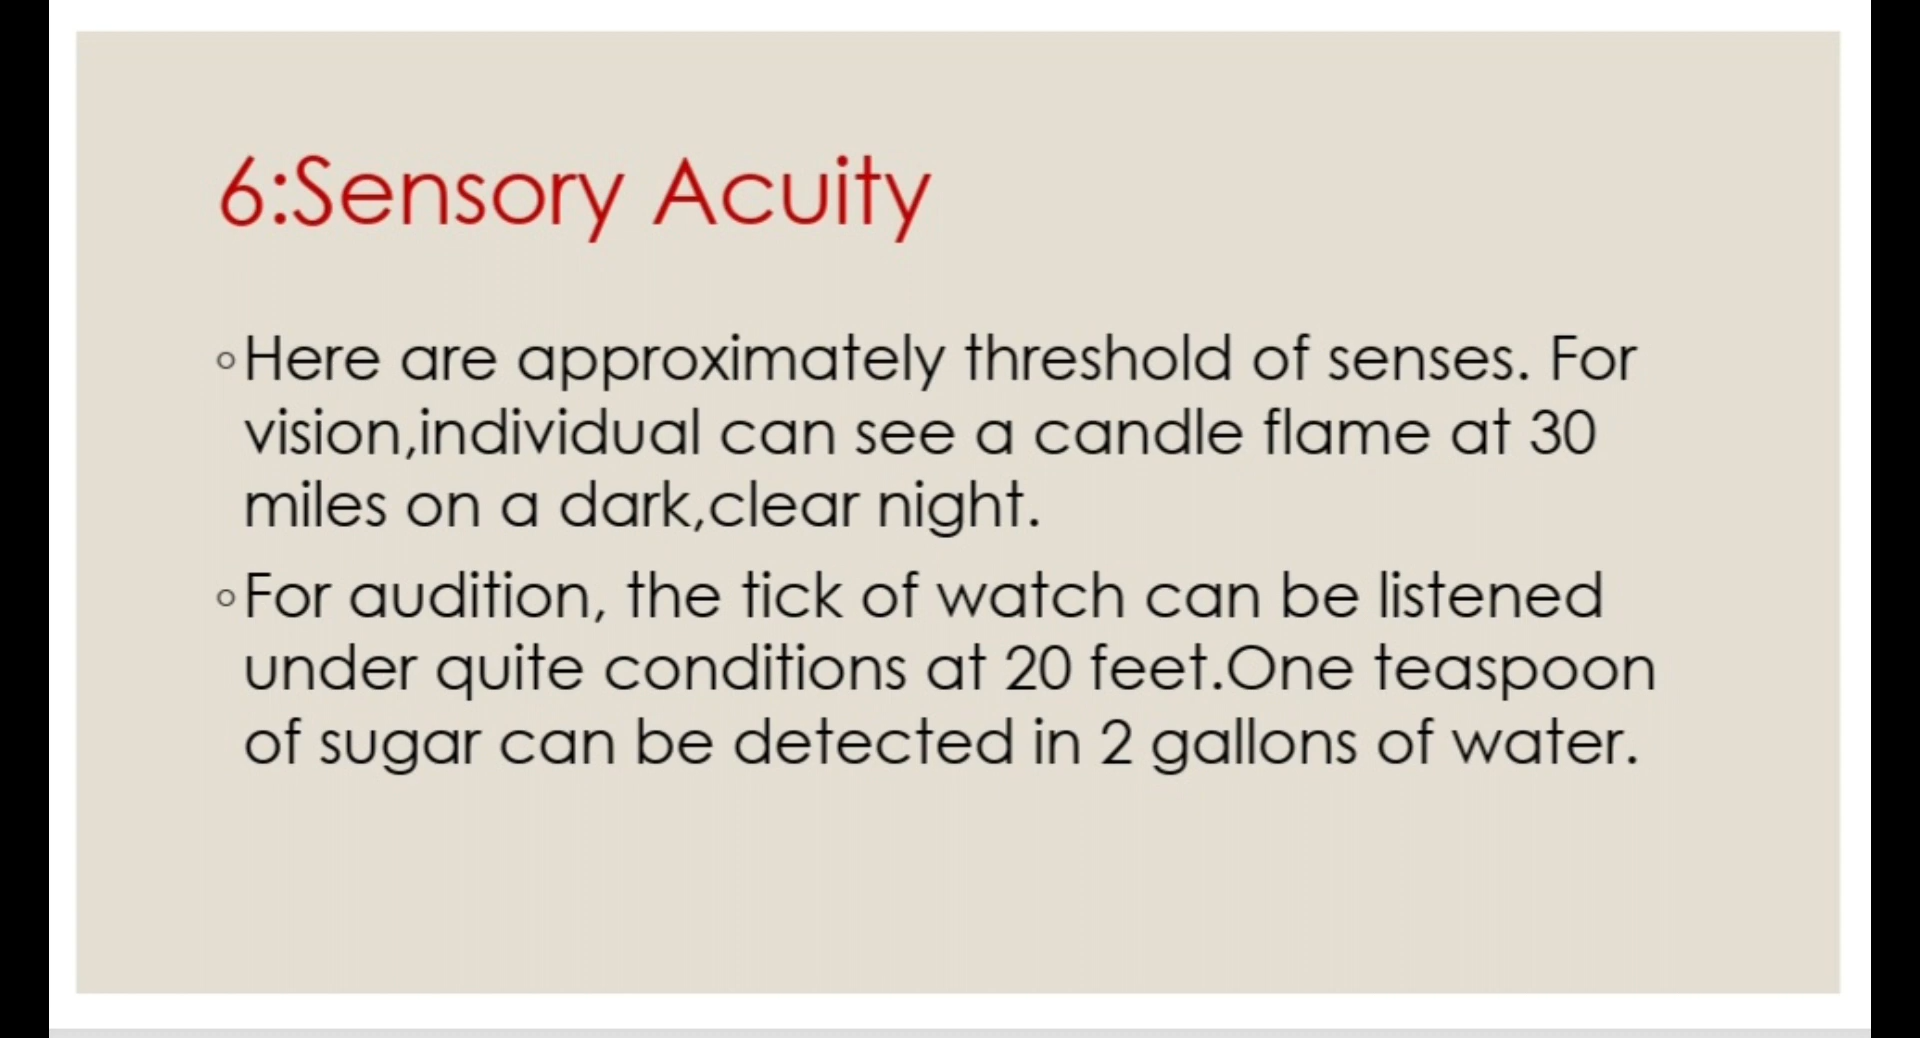 6:Sensory Acuity
◦Here are approximately threshold of senses. For
vision,individual can see a candle flame at 30
miles on a dark,clear night.
◦For audition, the tick of watch can be listened
under quite conditions at 20 feet.One teaspoon
of sugar can be detected in 2 gallons of water.